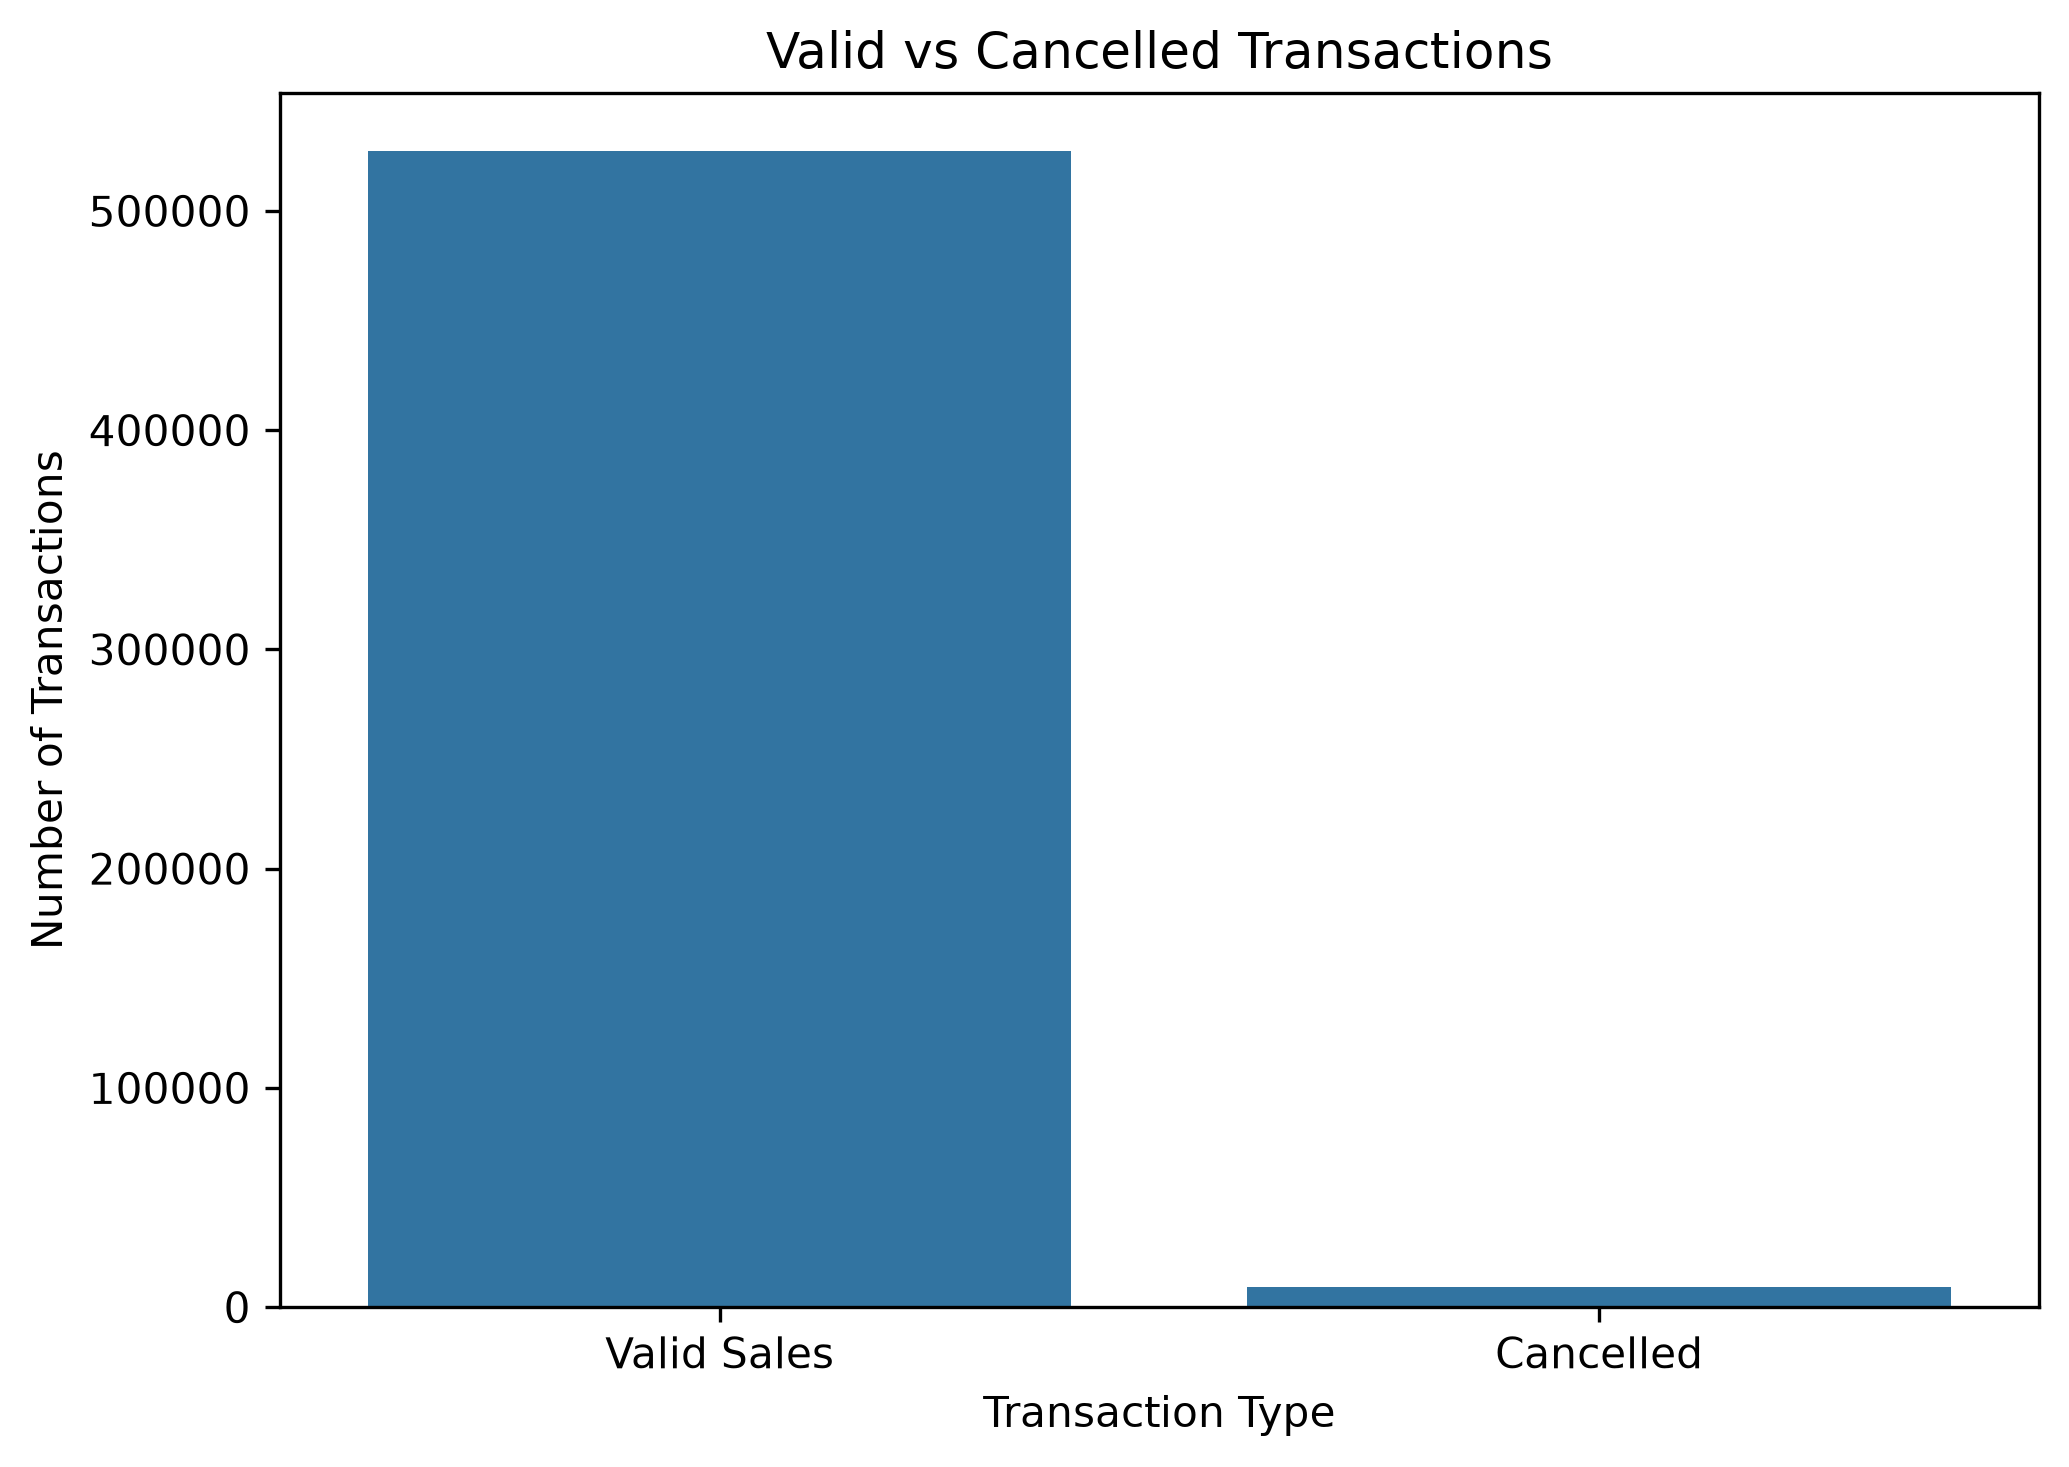 Valid vs Cancelled Transactions
Number of Transactions
500000
400000
300000
200000
100000
0
Valid Sales
Cancelled
Transaction Type